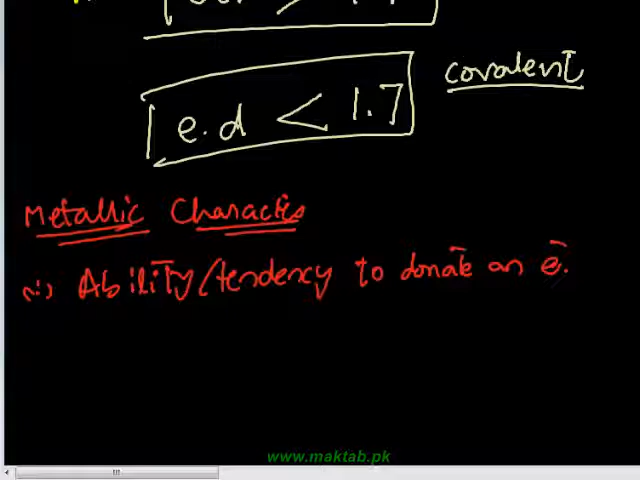 covalent
e.d < 1.7
Metallic Character
(i) Ability/tendency to donate an e⁻.
www.maktab.pk